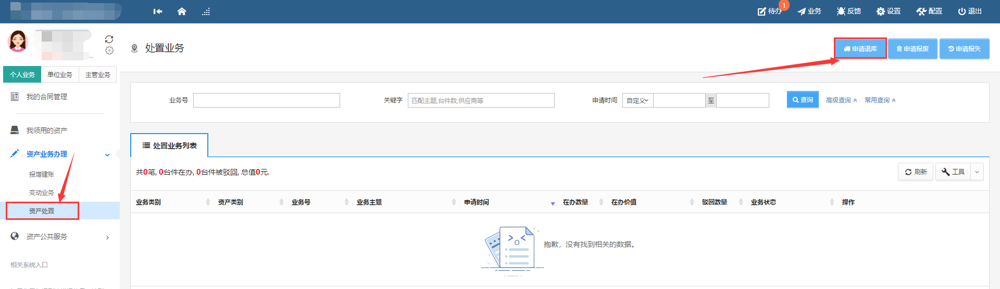 待办 1 业务 反馈 设置 配置 退出
...
个人业务 单位业务 主管业务
我的合同管理
我领用的资产
资产业务办理
报增建账
变动业务
资产处置
资产公共服务
相关系统入口
处置业务
申请退库 申请报废 申请报失
业务号 关键字 匹配主题,台件数,供应商等 申请时间 自定义 至 查询 高级查询 常用查询
处置业务列表
共0笔, 0台件在办, 0台件被驳回, 总值0元.
刷新 工具
业务类别 资产类别 业务号 业务主题 申请时间 在办数量 在办价值 驳回数量 业务状态 操作
抱歉，没有找到相关的数据。